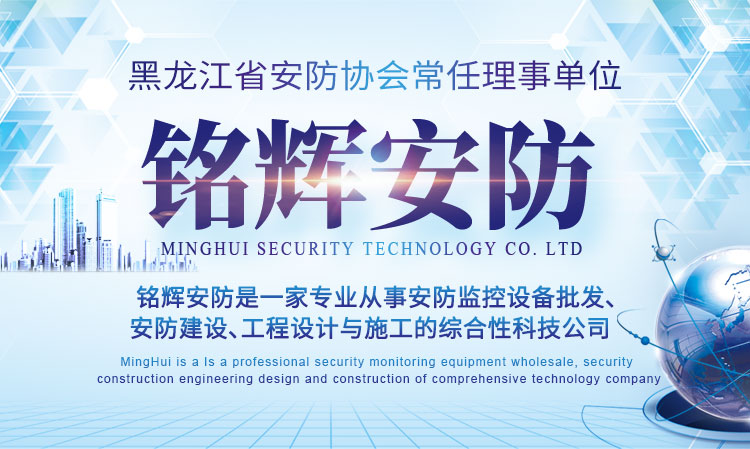 黑龙江省安防协会常任理事单位
铭辉安防
MINGHUI SECURITY TECHNOLOGY CO. LTD
铭辉安防是一家专业从事安防监控设备批发、
安防建设、工程设计与施工的综合性科技公司
MingHui is a Is a professional security monitoring equipment wholesale, security
construction engineering design and construction of comprehensive technology company